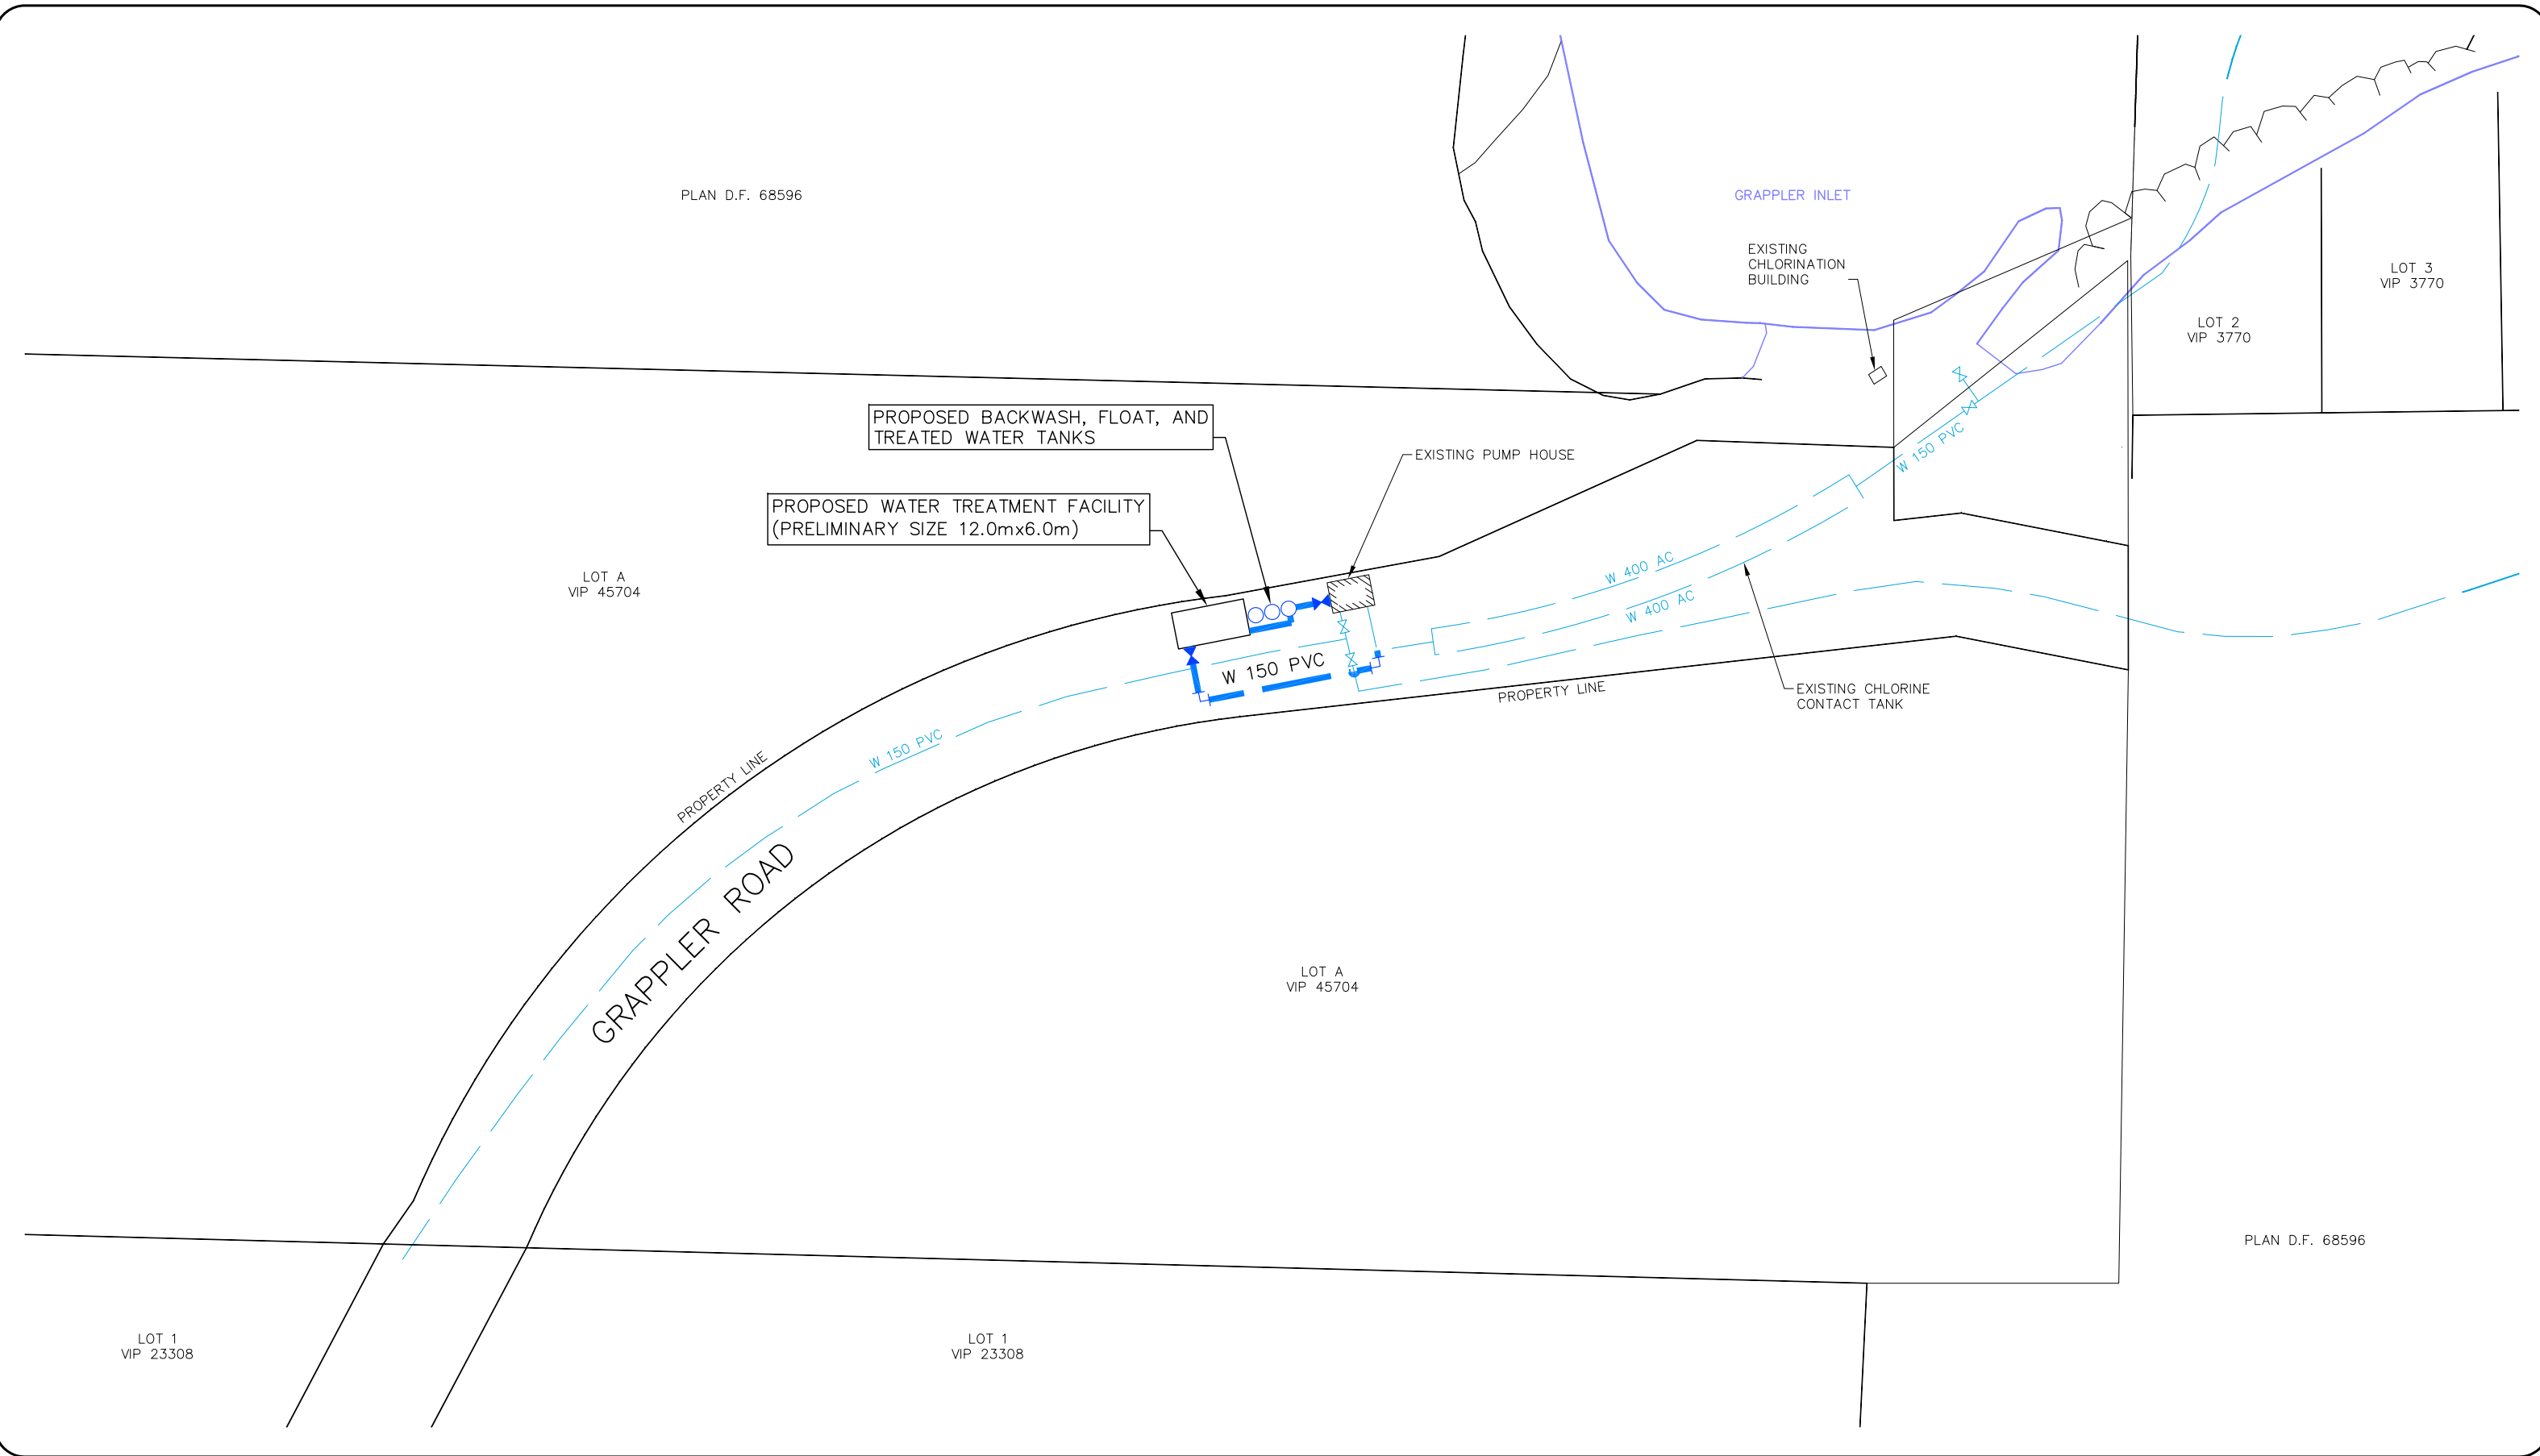 PLAN D.F. 68596
GRAPPLER INLET
EXISTING
CHLORINATION
BUILDING
LOT 3
VIP 3770
LOT 2
VIP 3770
PROPOSED BACKWASH, FLOAT, AND
TREATED WATER TANKS
EXISTING PUMP HOUSE
W 150 PVC
PROPOSED WATER TREATMENT FACILITY
(PRELIMINARY SIZE 12.0mx6.0m)
LOT A
VIP 45704
W 400 AC
W 400 AC
W 150 PVC
PROPERTY LINE
EXISTING CHLORINE
CONTACT TANK
W 150 PVC
PROPERTY LINE
GRAPPLER ROAD
LOT A
VIP 45704
PLAN D.F. 68596
LOT 1
VIP 23308
LOT 1
VIP 23308